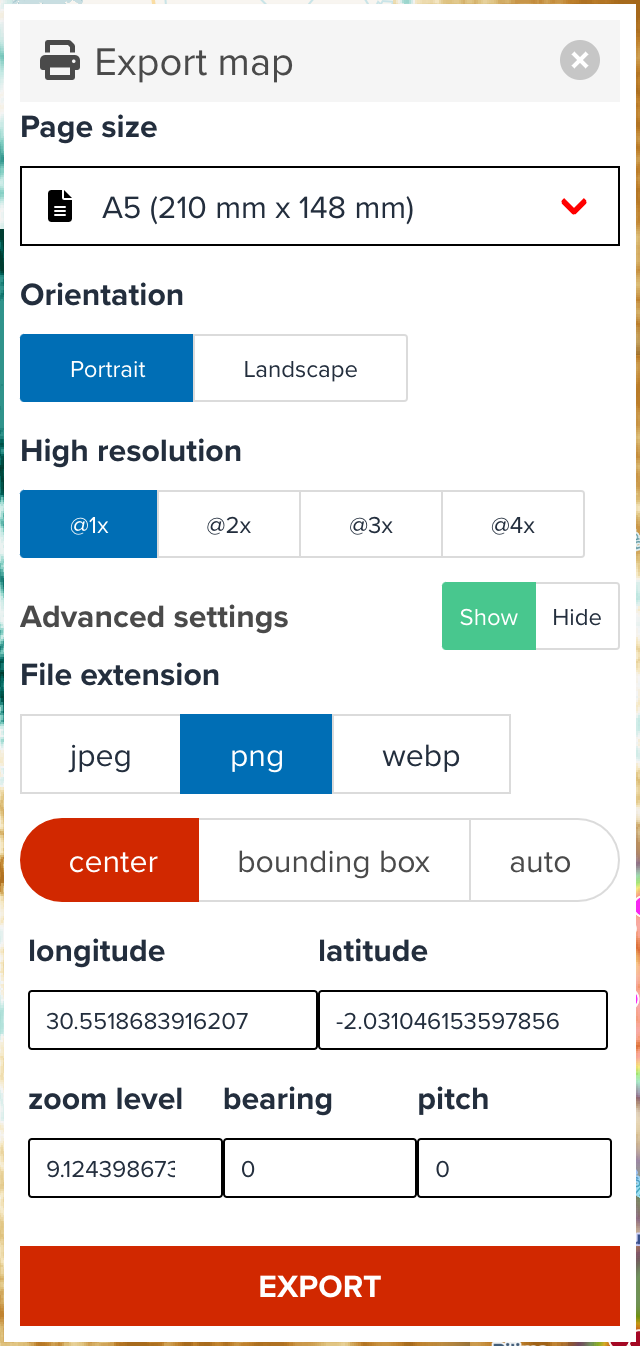 Export map
Page size
A5 (210 mm x 148 mm)
Orientation
Portrait Landscape
High resolution
@1x @2x @3x @4x
Advanced settings Show Hide
File extension
jpeg png webp
center bounding box auto
longitude latitude
30.5518683916207 -2.031046153597856
zoom level bearing pitch
9.124398673 0 0
EXPORT